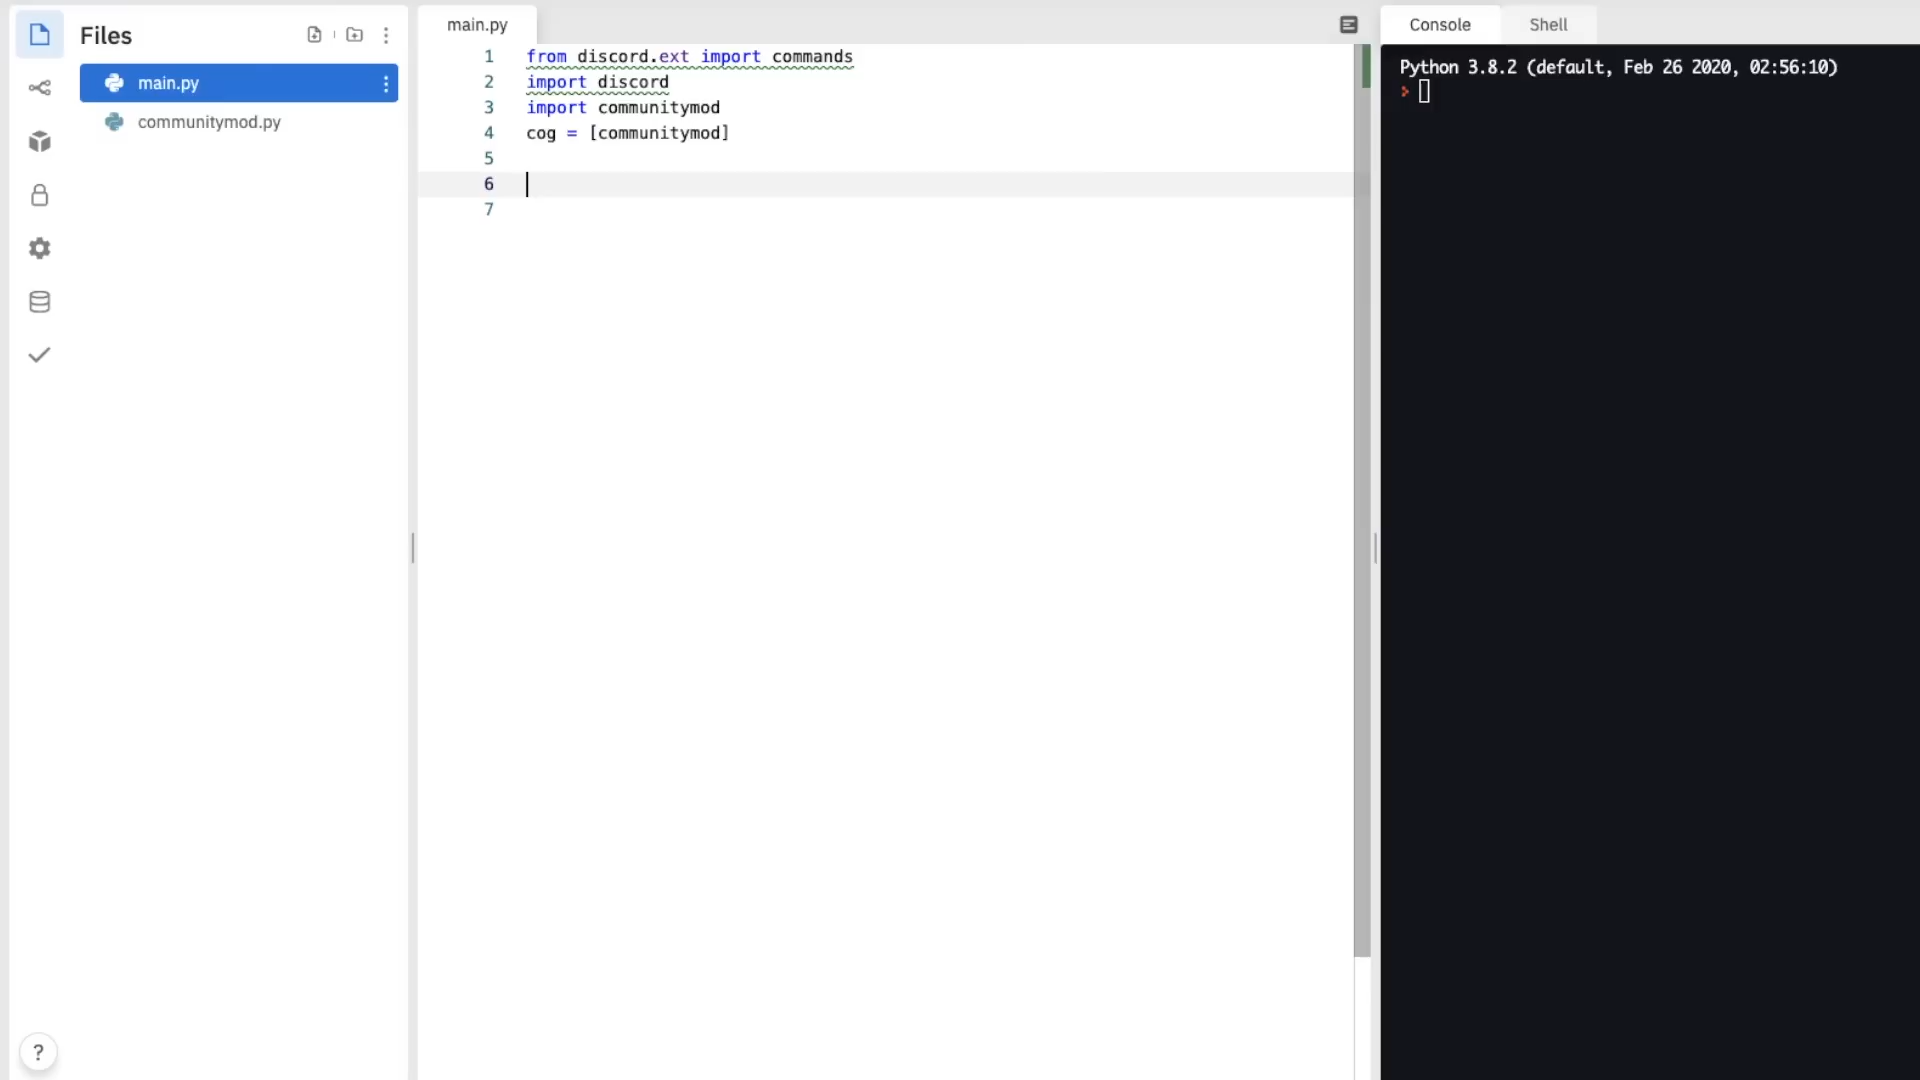 Files
main.py
communitymod.py
main.py
1 from discord.ext import commands
2 import discord
3 import communitymod
4 cog = [communitymod]
5
6
7
Console Shell
Python 3.8.2 (default, Feb 26 2020, 02:56:10)
?